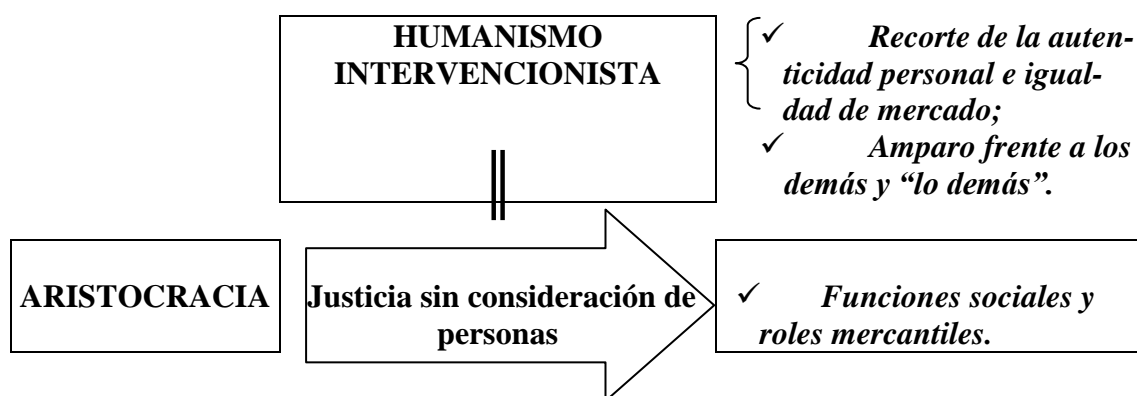 HUMANISMO
INTERVENCIONISTA
✓ Recorte de la auten-
ticidad personal e igual-
dad de mercado;
✓ Amparo frente a los
demás y “lo demás”.
ARISTOCRACIA
Justicia sin consideración de
personas
✓ Funciones sociales y
roles mercantiles.